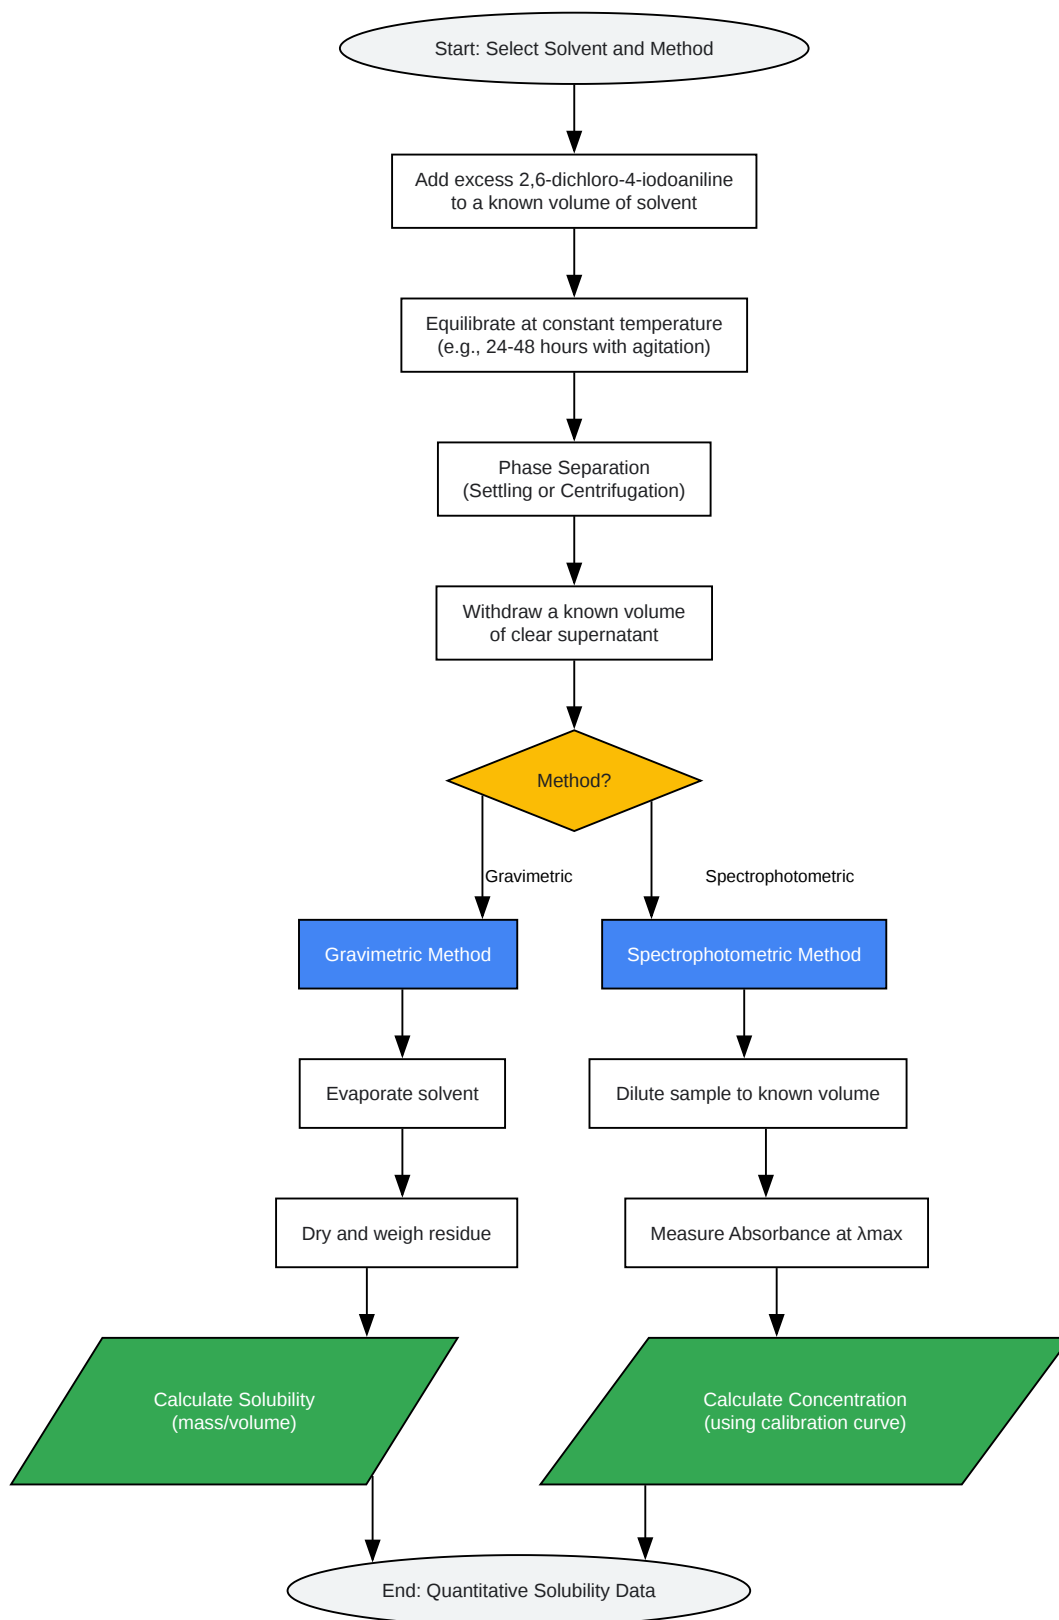 Start: Select Solvent and Method
Add excess 2,6-dichloro-4-iodoaniline
to a known volume of solvent
Equilibrate at constant temperature
(e.g., 24-48 hours with agitation)
Phase Separation
(Settling or Centrifugation)
Withdraw a known volume
of clear supernatant
Method?
Gravimetric
Spectrophotometric
Gravimetric Method
Spectrophotometric Method
Evaporate solvent
Dilute sample to known volume
Dry and weigh residue
Measure Absorbance at λmax
Calculate Solubility
(mass/volume)
Calculate Concentration
(using calibration curve)
End: Quantitative Solubility Data